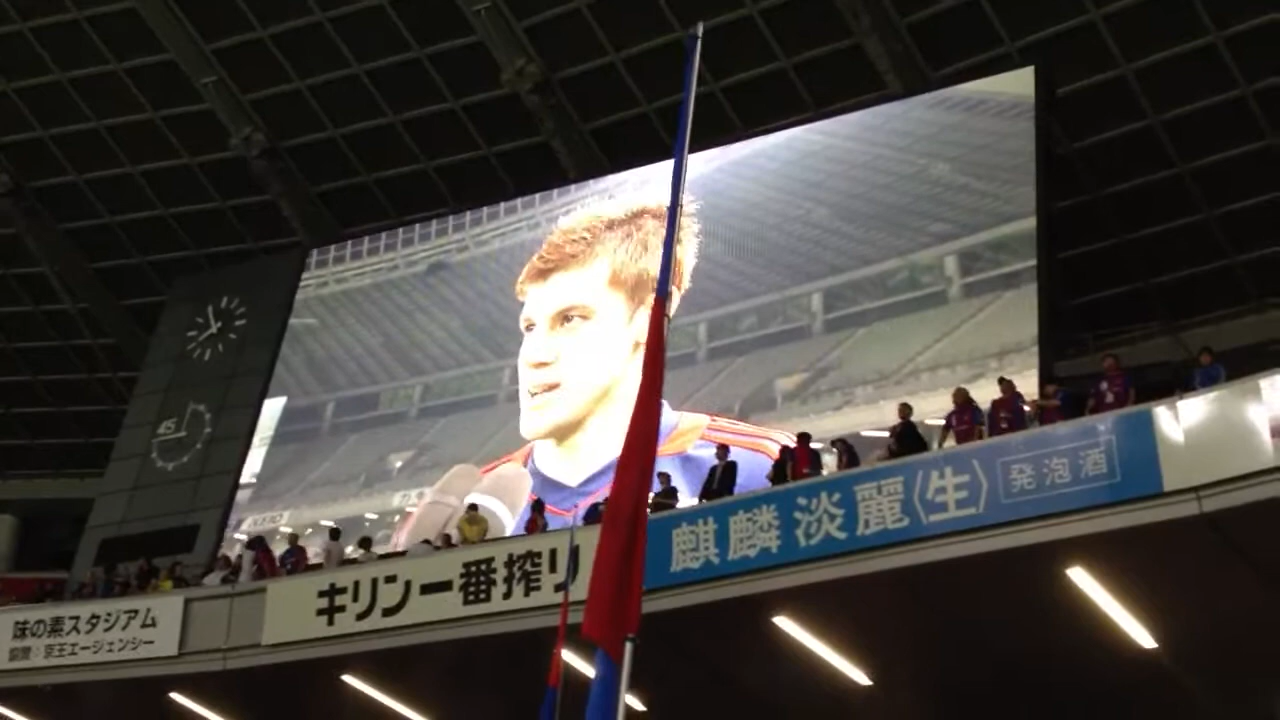 45
KEIO
味の素スタジアム
協賛：京王エージェンシー
キリン一番搾り
麒麟淡麗〈生〉 発泡酒